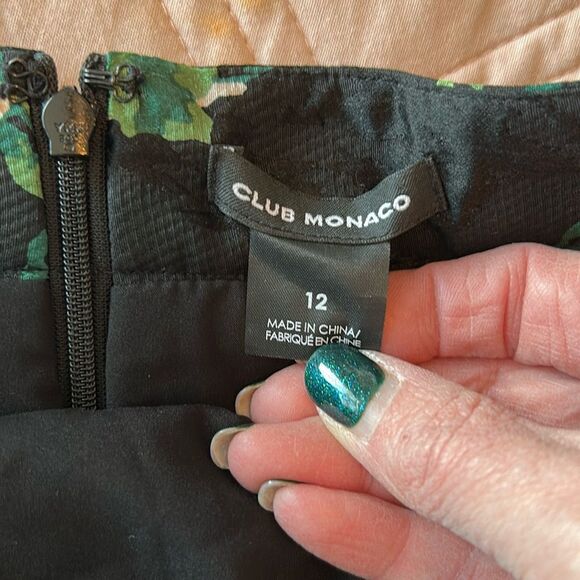 CLUB MONACO
12
MADE IN CHINA/
FABRIQUÉ EN CHINE